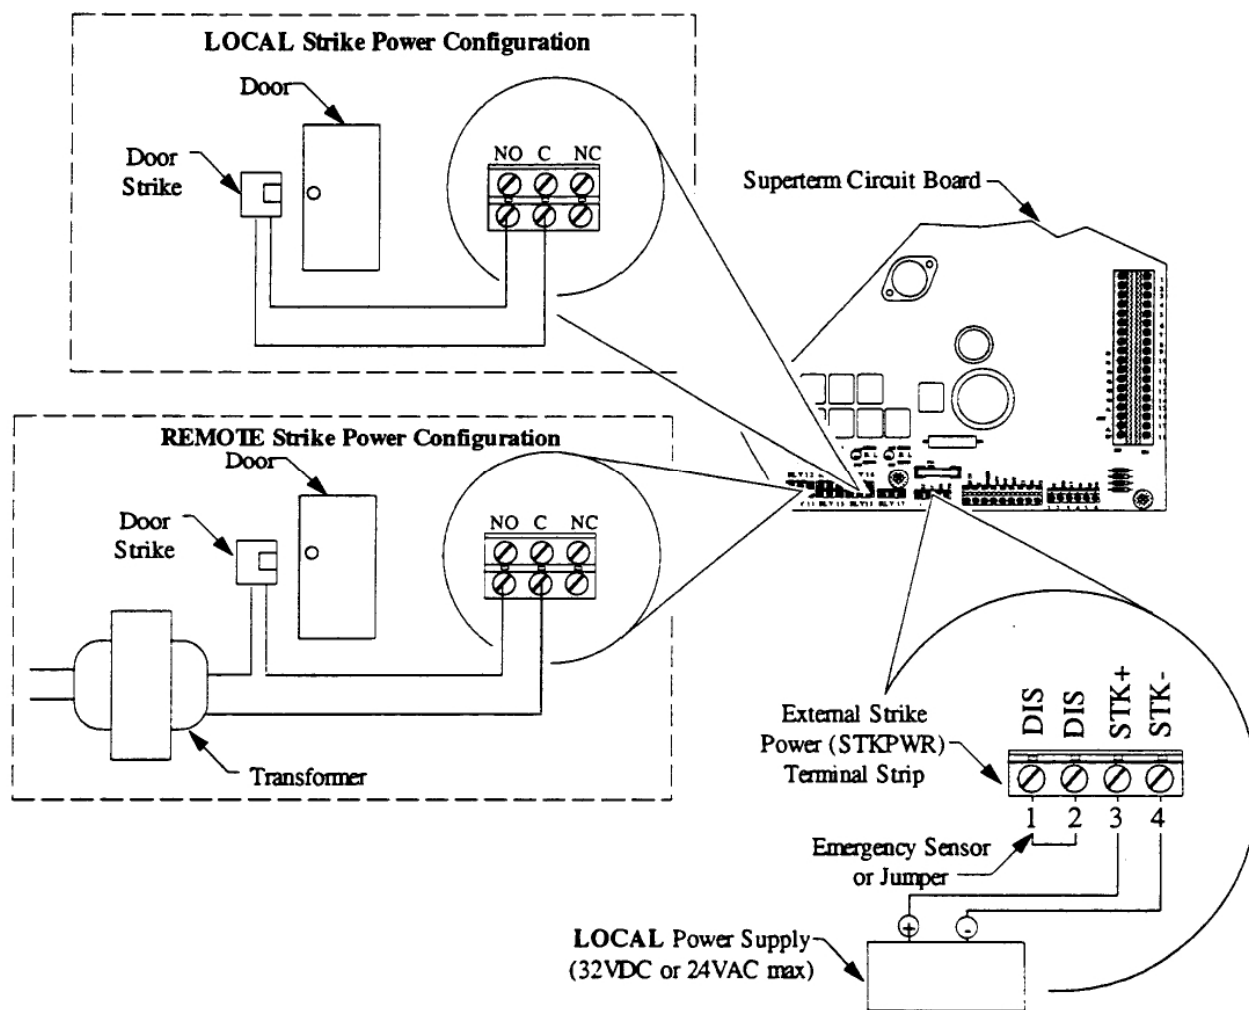 LOCAL Strike Power Configuration
Door
Door
Strike
NO C NC
Superterm Circuit Board
REMOTE Strike Power Configuration
Door
Door
Strike
NO C NC
Transformer
External Strike
Power (STKPWR)
Terminal Strip
DIS
DIS
STK+
STK-
1 2 3 4
Emergency Sensor
or Jumper
+ -
LOCAL Power Supply
(32VDC or 24VAC max)